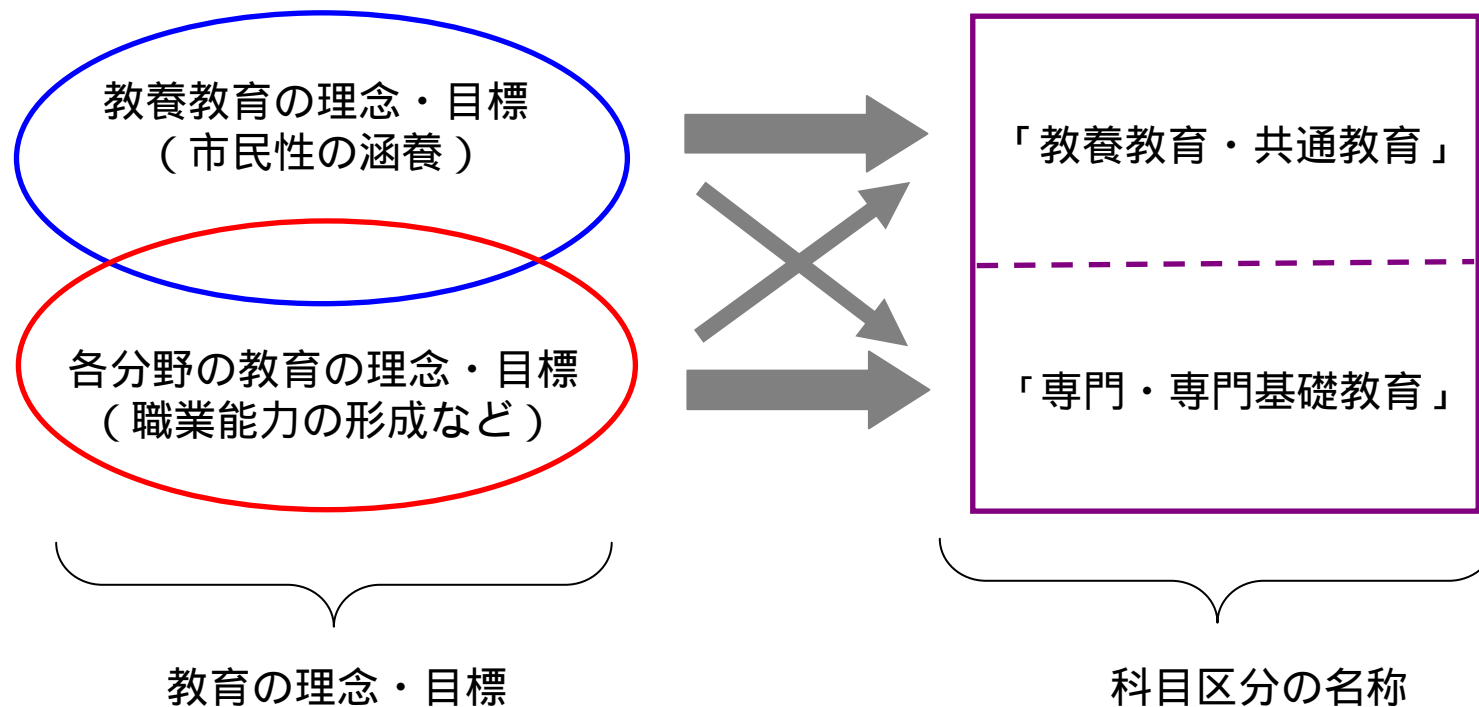 教養教育の理念・目標
（市民性の涵養）
「教養教育・共通教育」
各分野の教育の理念・目標
（職業能力の形成など）
「専門・専門基礎教育」
教育の理念・目標
科目区分の名称